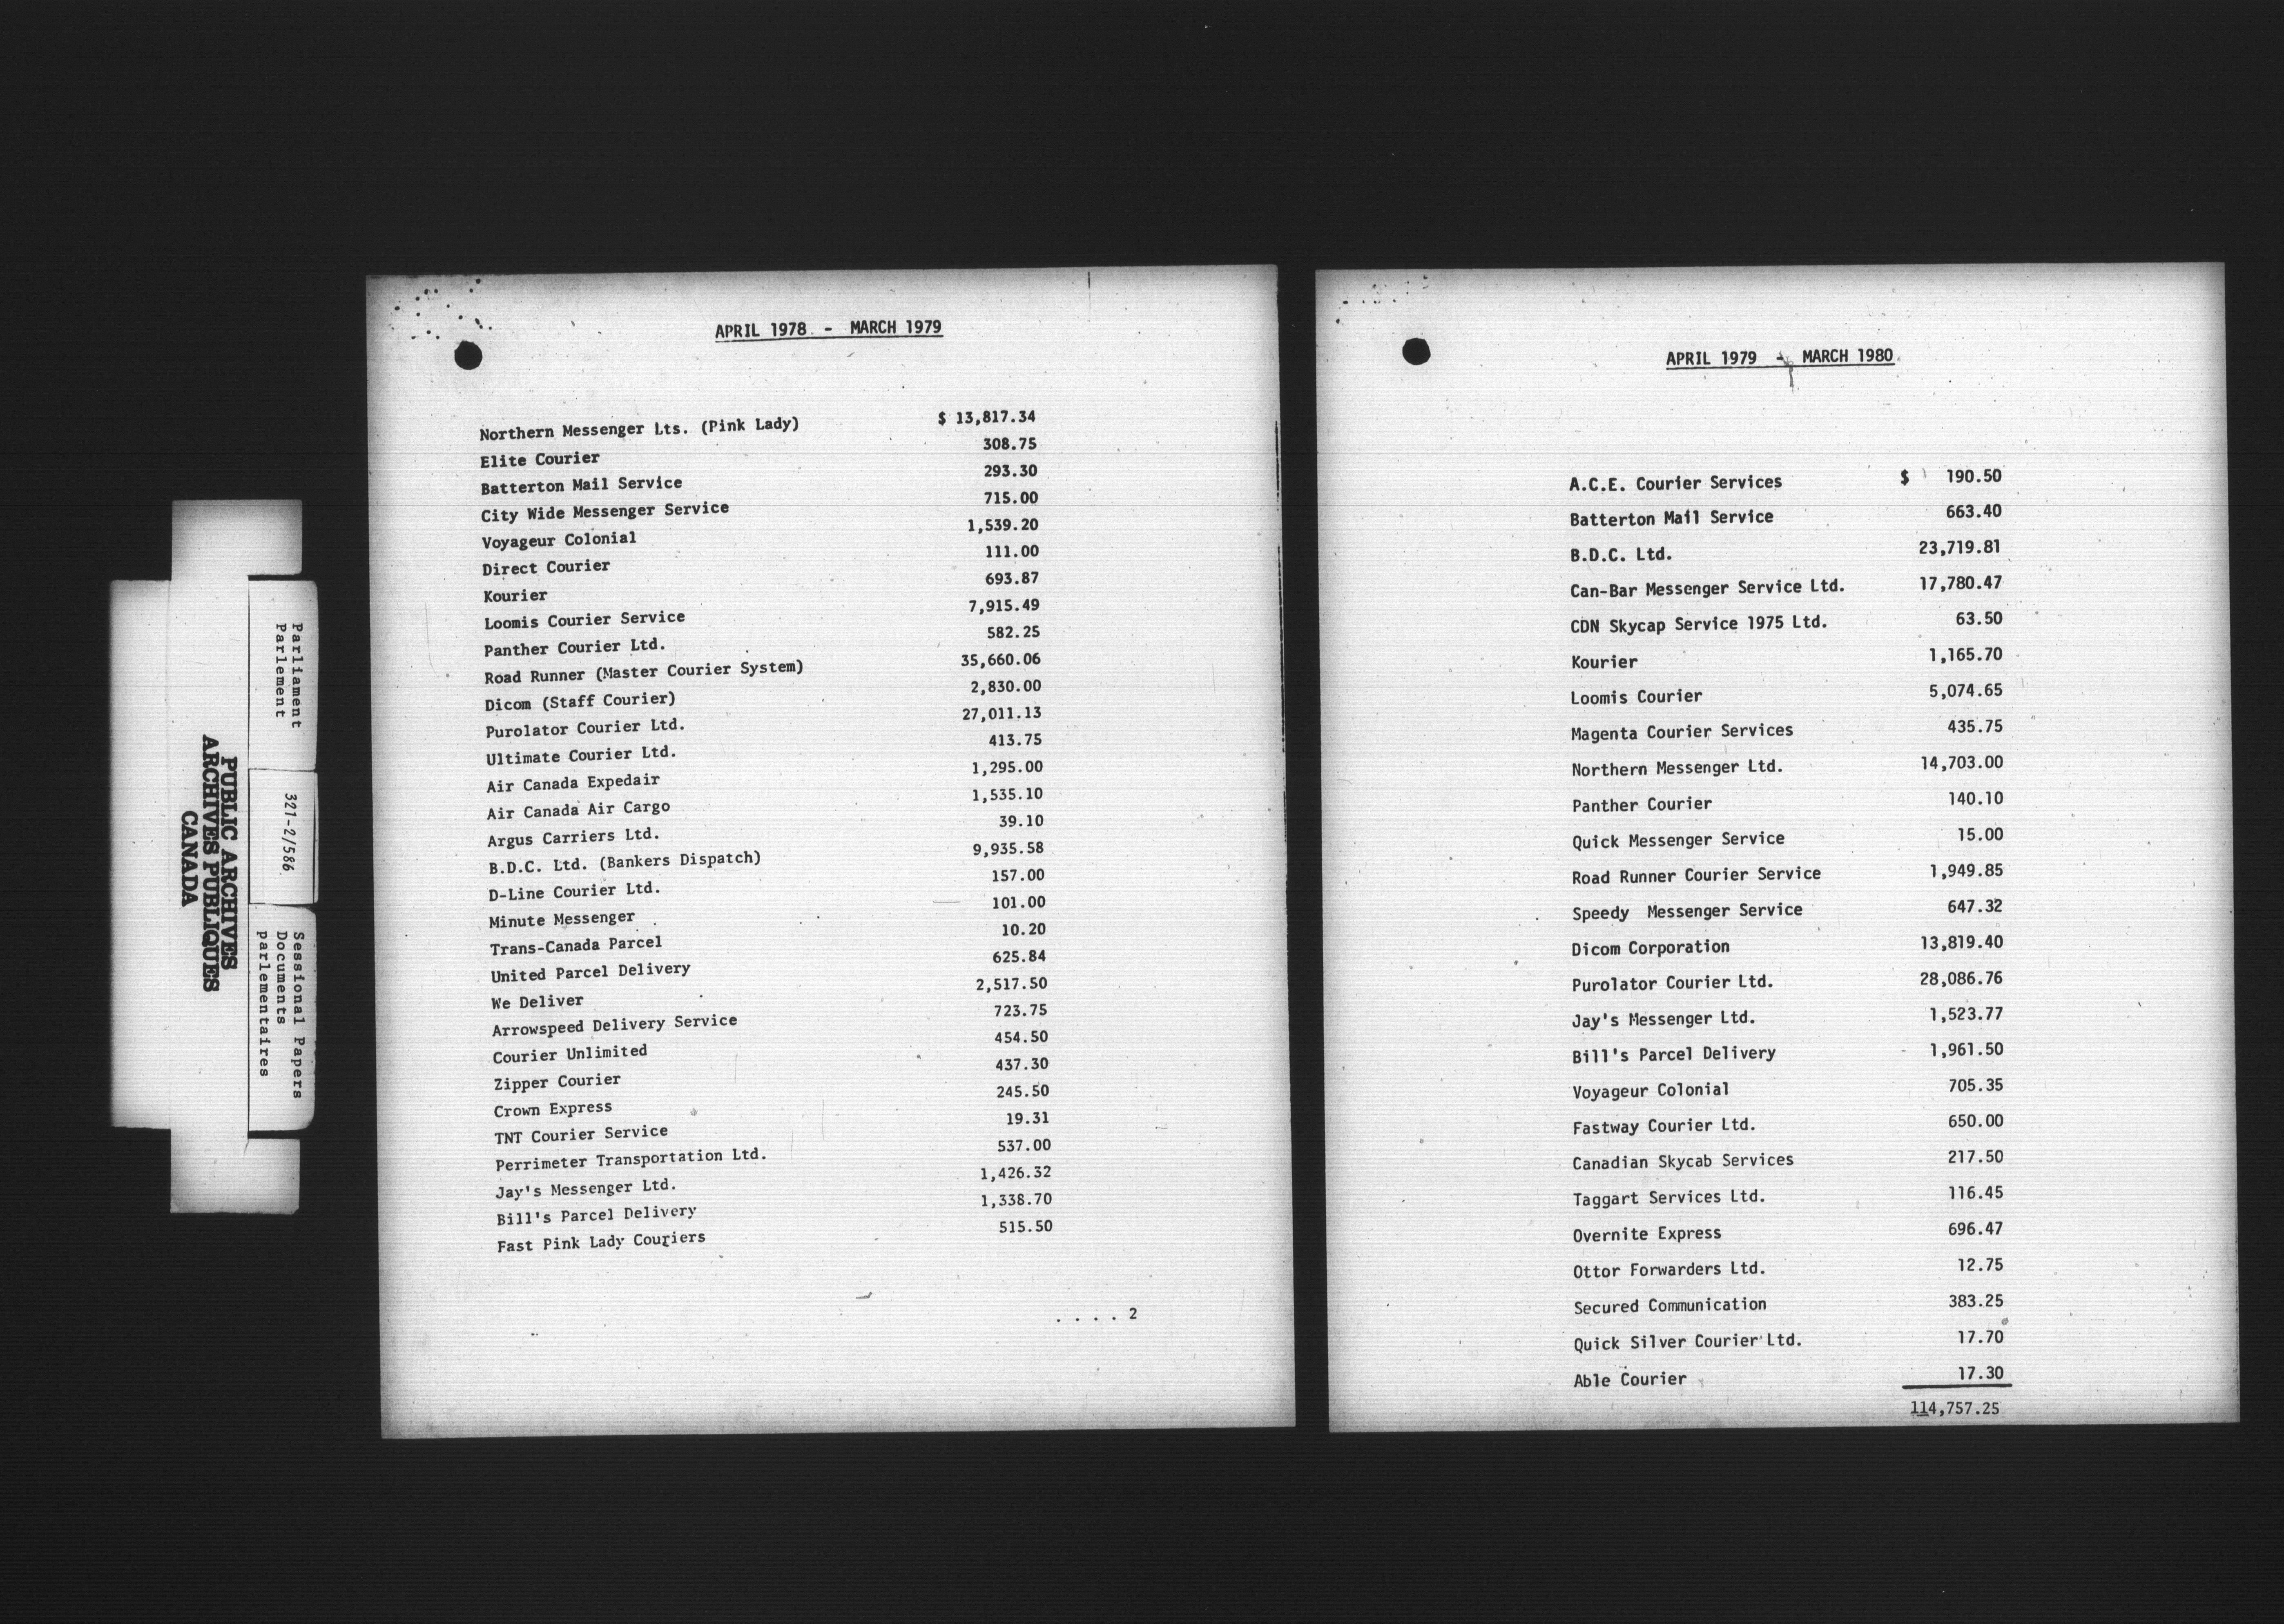 Parliament
Parlement
321-2/586
Sessional Papers
Documents
parlementaires
PUBLIC ARCHIVES
ARCHIVES PUBLIQUES
CANADA
APRIL 1978 - MARCH 1979
Northern Messenger Lts. (Pink Lady) $ 13,817.34
Elite Courier 308.75
Batterton Mail Service 293.30
City Wide Messenger Service 715.00
Voyageur Colonial 1,539.20
Direct Courier 111.00
Kourier 693.87
Loomis Courier Service 7,915.49
Panther Courier Ltd. 582.25
Road Runner (Master Courier System) 35,660.06
Dicom (Staff Courier) 2,830.00
Purolator Courier Ltd. 27,011.13
Ultimate Courier Ltd. 413.75
Air Canada Expedair 1,295.00
Air Canada Air Cargo 1,535.10
Argus Carriers Ltd. 39.10
B.D.C. Ltd. (Bankers Dispatch) 9,935.58
D-Line Courier Ltd. 157.00
Minute Messenger 101.00
Trans-Canada Parcel 10.20
United Parcel Delivery 625.84
We Deliver 2,517.50
Arrowspeed Delivery Service 723.75
Courier Unlimited 454.50
Zipper Courier 437.30
Crown Express 245.50
TNT Courier Service 19.31
Perrimeter Transportation Ltd. 537.00
Jay's Messenger Ltd. 1,426.32
Bill's Parcel Delivery 1,338.70
Fast Pink Lady Couriers 515.50
. . . . 2
APRIL 1979 - MARCH 1980
A.C.E. Courier Services $ 190.50
Batterton Mail Service 663.40
B.D.C. Ltd. 23,719.81
Can-Bar Messenger Service Ltd. 17,780.47
CDN Skycap Service 1975 Ltd. 63.50
Kourier 1,165.70
Loomis Courier 5,074.65
Magenta Courier Services 435.75
Northern Messenger Ltd. 14,703.00
Panther Courier 140.10
Quick Messenger Service 15.00
Road Runner Courier Service 1,949.85
Speedy Messenger Service 647.32
Dicom Corporation 13,819.40
Purolator Courier Ltd. 28,086.76
Jay's Messenger Ltd. 1,523.77
Bill's Parcel Delivery 1,961.50
Voyageur Colonial 705.35
Fastway Courier Ltd. 650.00
Canadian Skycab Services 217.50
Taggart Services Ltd. 116.45
Overnite Express 696.47
Ottor Forwarders Ltd. 12.75
Secured Communication 383.25
Quick Silver Courier Ltd. 17.70
Able Courier 17.30
114,757.25